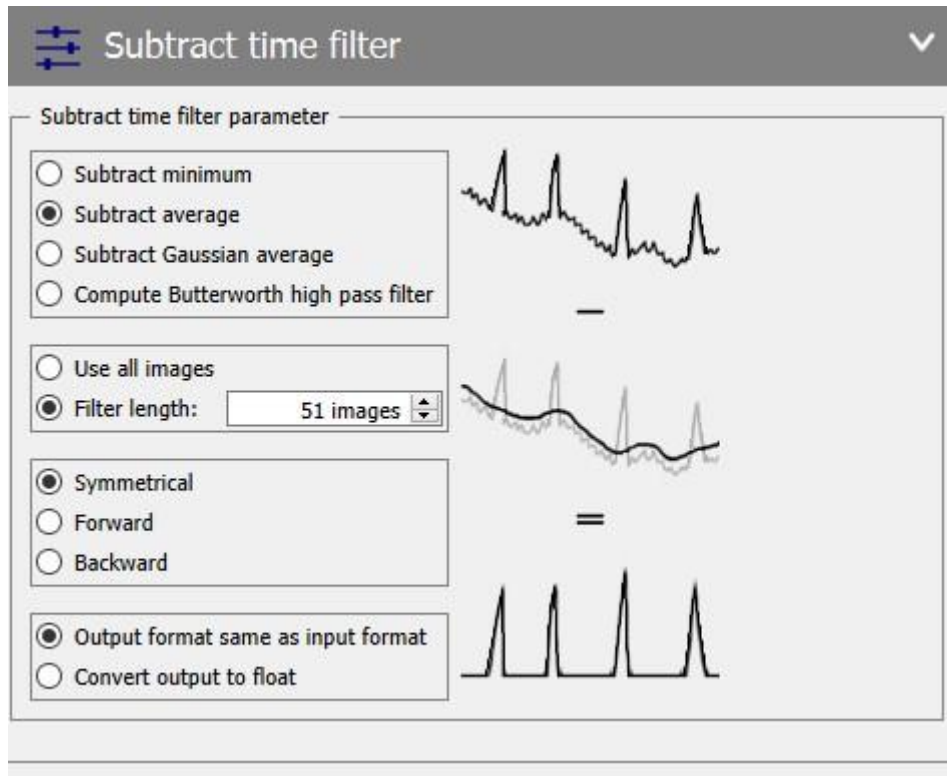 Subtract time filter
Subtract time filter parameter
Subtract minimum
Subtract average
Subtract Gaussian average
Compute Butterworth high pass filter
Use all images
Filter length: 51 images
Symmetrical
Forward
Backward
Output format same as input format
Convert output to float